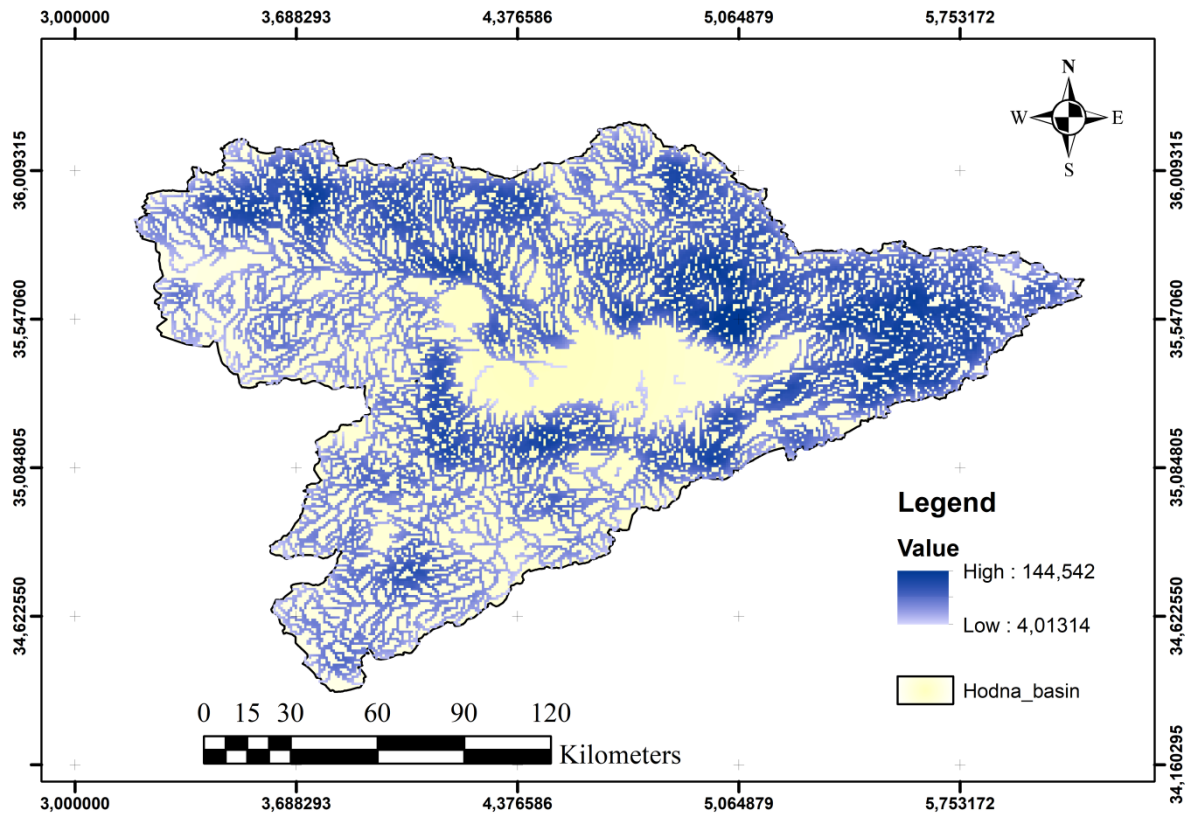 3,000000 3,688293 4,376586 5,064879 5,753172
N
W E
S
36,009315 36,009315
35,547060 35,547060
35,084805 35,084805
34,622550 34,622550
34,160295
Legend
Value
High : 144,542
Low : 4,01314
Hodna_basin
0 15 30 60 90 120
Kilometers
3,000000 3,688293 4,376586 5,064879 5,753172